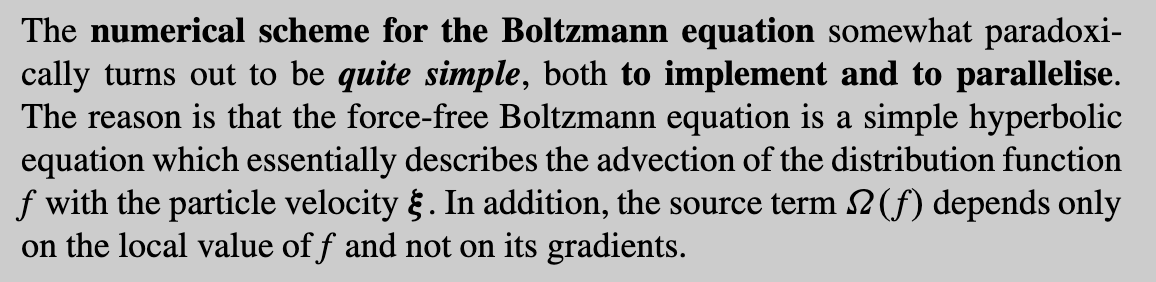 The numerical scheme for the Boltzmann equation somewhat paradoxi-
cally turns out to be quite simple, both to implement and to parallelise.
The reason is that the force-free Boltzmann equation is a simple hyperbolic
equation which essentially describes the advection of the distribution function
f with the particle velocity ξ. In addition, the source term Ω(f) depends only
on the local value of f and not on its gradients.